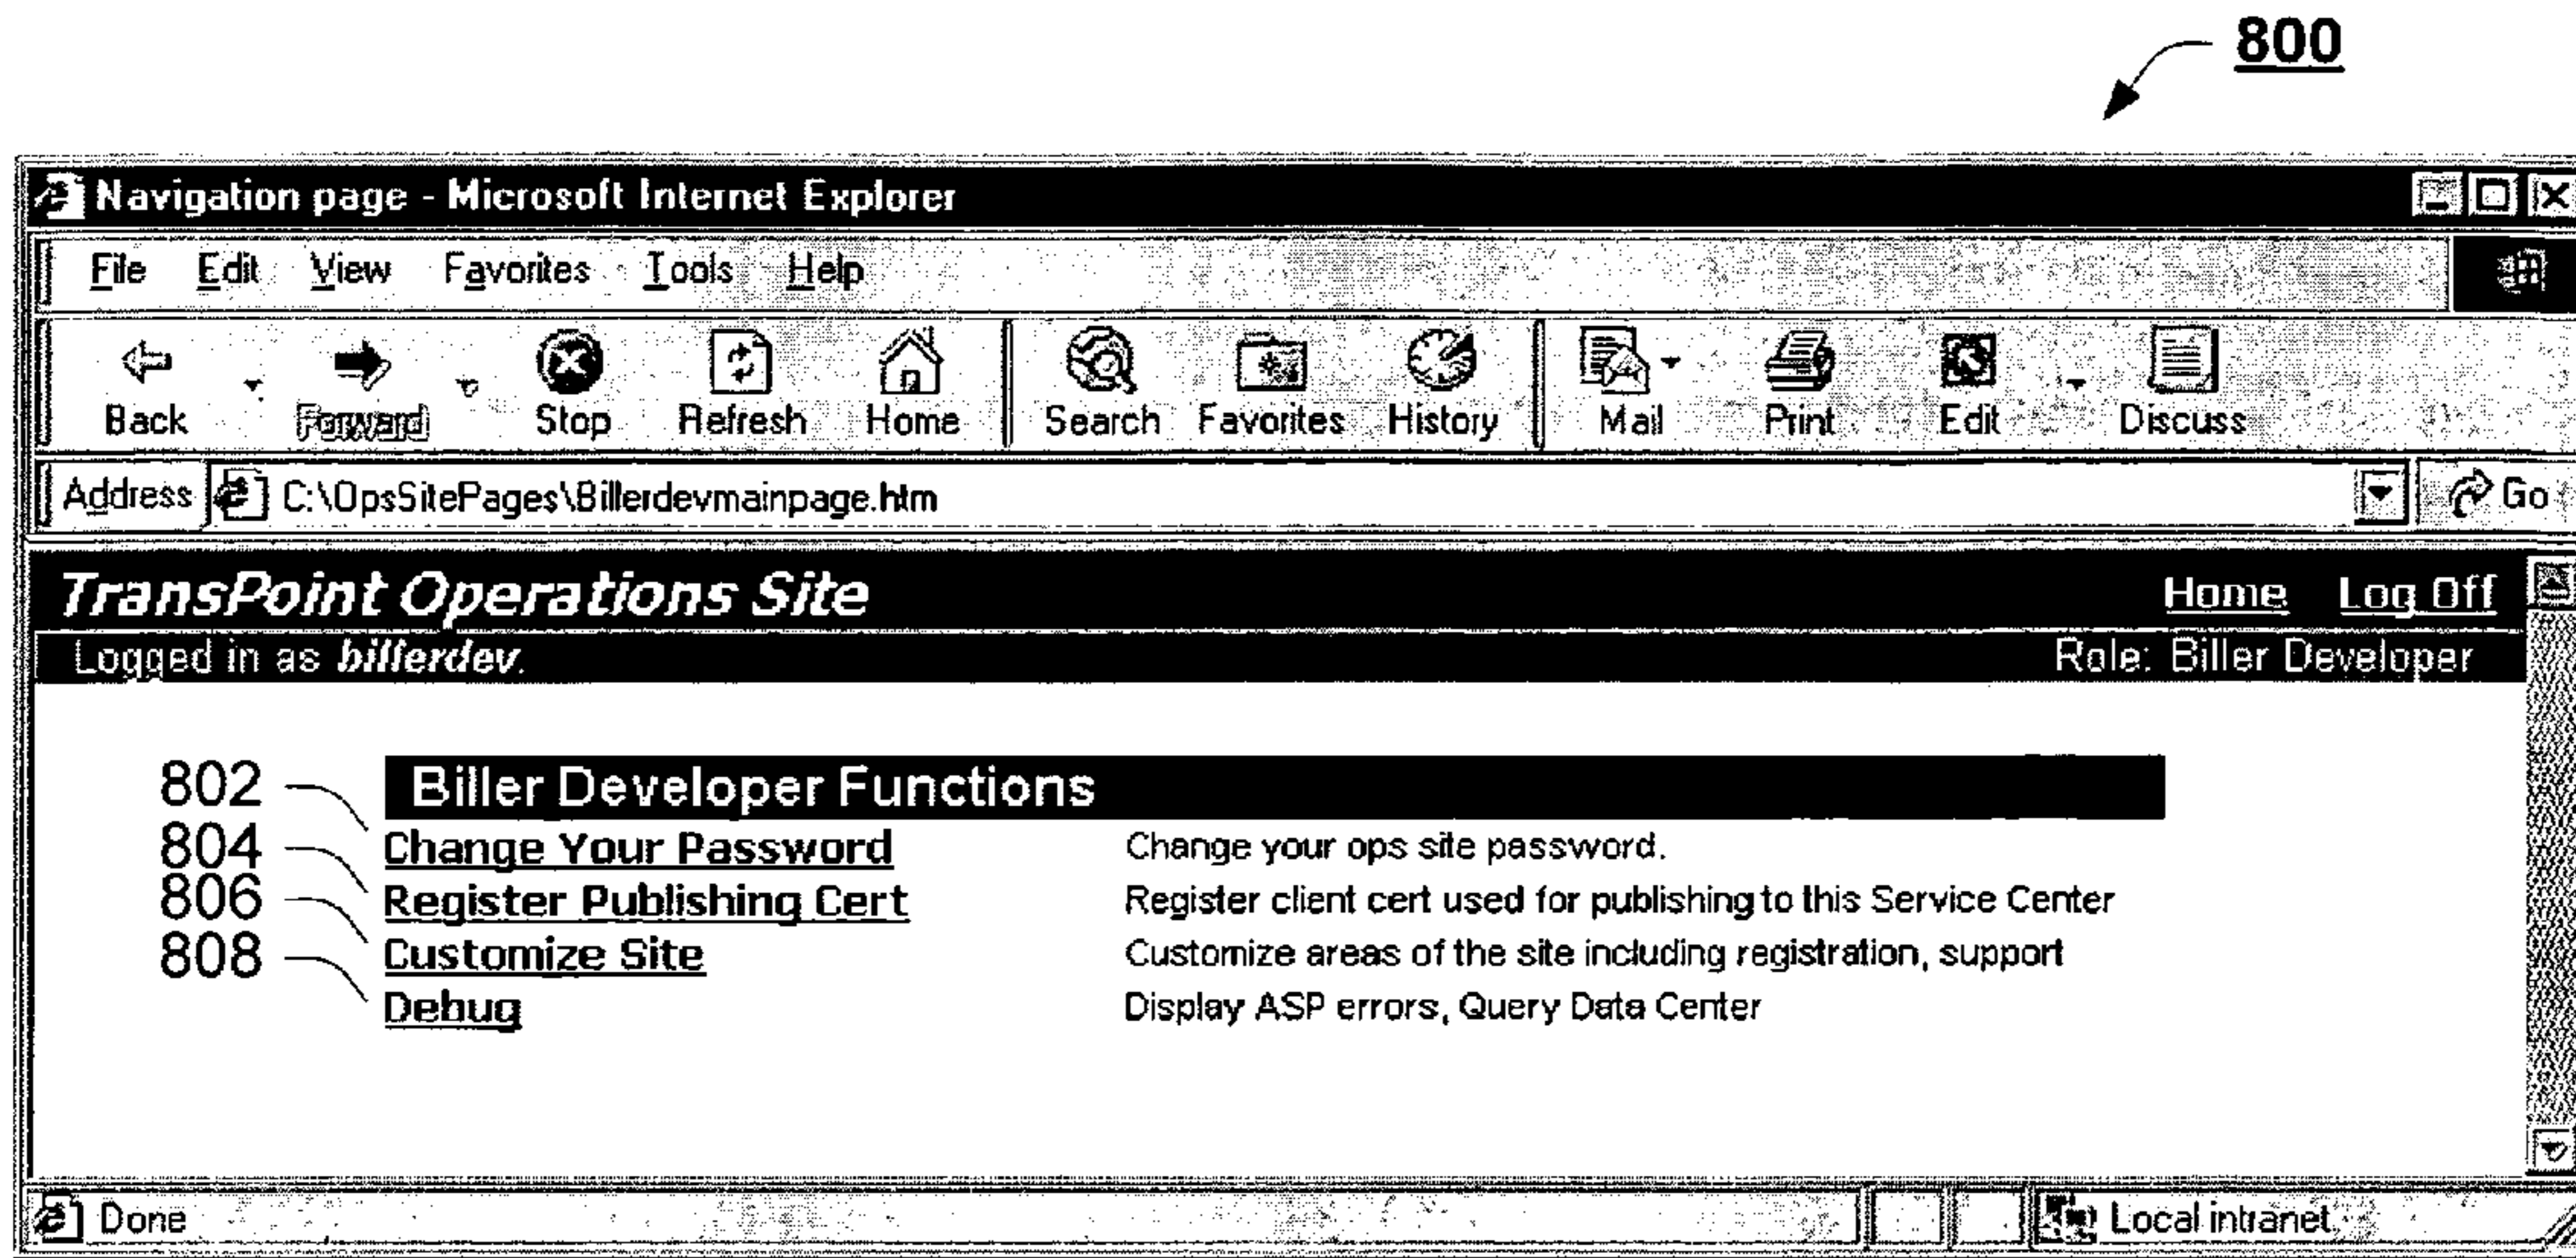 800
Navigation page - Microsoft Internet Explorer
File Edit View Favorites Tools Help
Back Forward Stop Refresh Home Search Favorites History Mail Print Edit Discuss
Address C:\OpsSitePages\Billerdevmainpage.htm Go
TransPoint Operations Site Home Log Off
Logged in as billerdev. Role: Biller Developer
802 Biller Developer Functions
804 Change Your Password Change your ops site password.
806 Register Publishing Cert Register client cert used for publishing to this Service Center
808 Customize Site Customize areas of the site including registration, support
Debug Display ASP errors, Query Data Center
Done Local intranet